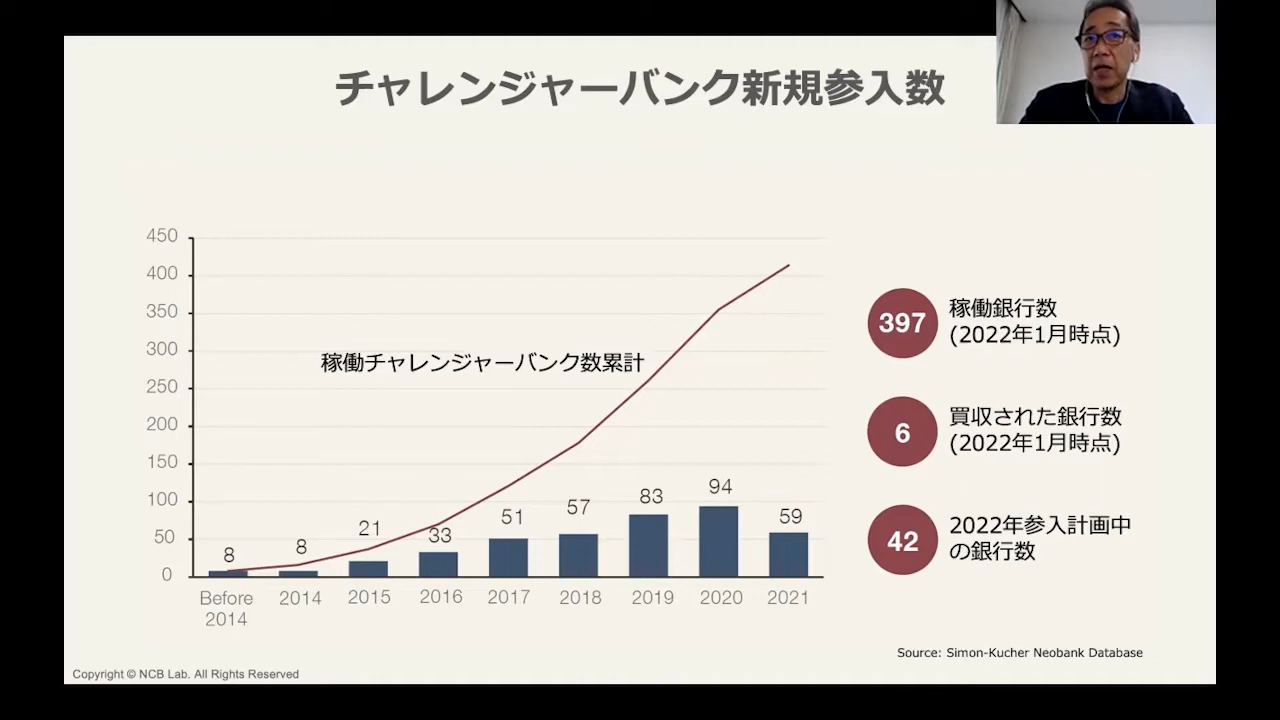 チャレンジャーバンク新規参入数
450
400
350
300
250
200
150
100
50
0
稼働チャレンジャーバンク数累計
8
8
21
33
51
57
83
94
59
Before 2014
2014
2015
2016
2017
2018
2019
2020
2021
397
稼働銀行数
(2022年1月時点)
6
買収された銀行数
(2022年1月時点)
42
2022年参入計画中
の銀行数
Source: Simon-Kucher Neobank Database
Copyright © NCB Lab. All Rights Reserved